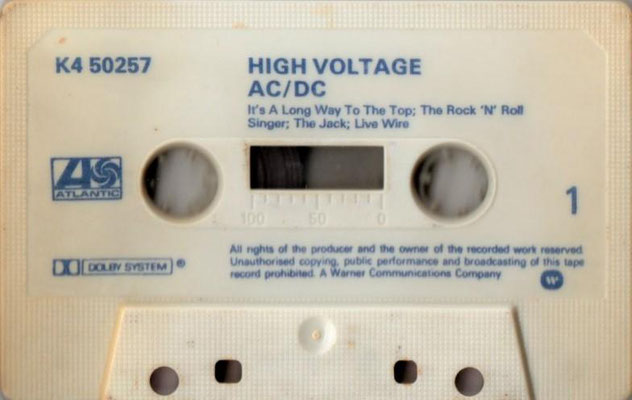 K4 50257
HIGH VOLTAGE
AC/DC
It's A Long Way To The Top; The Rock 'N' Roll
Singer; The Jack; Live Wire
ATLANTIC
1
100 50 0
DOLBY SYSTEM ®
All rights of the producer and the owner of the recorded work reserved.
Unauthorised copying, public performance and broadcasting of this tape
record prohibited. A Warner Communications Company
W